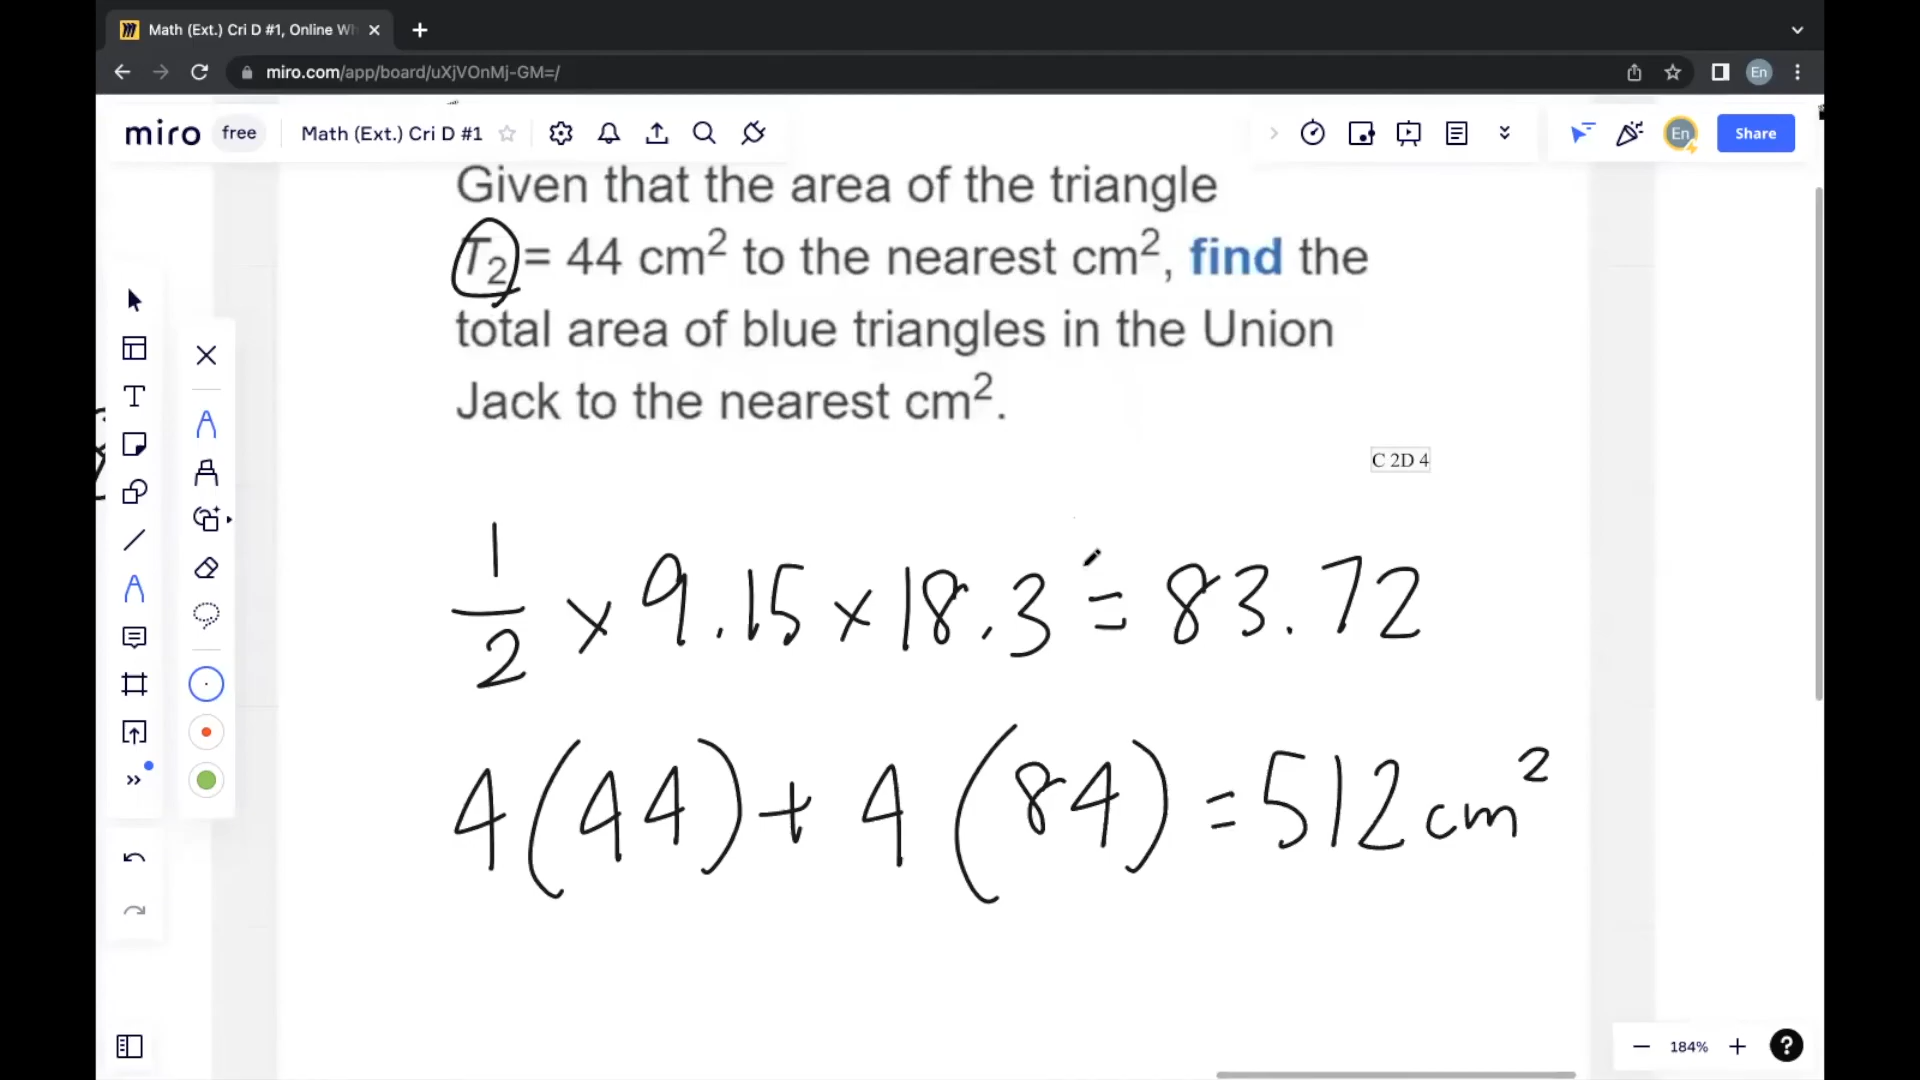 Math (Ext.) Cri D #1, Online Wh
miro.com/app/board/uXjVOnMj-GM=/
En
miro free Math (Ext.) Cri D #1
En Share
Given that the area of the triangle
T2 = 44 cm² to the nearest cm², find the
total area of blue triangles in the Union
Jack to the nearest cm².
C 2D 4
1/2 × 9.15 × 18.3 ≐ 83.72
4(44) + 4(84) = 512 cm²
184%